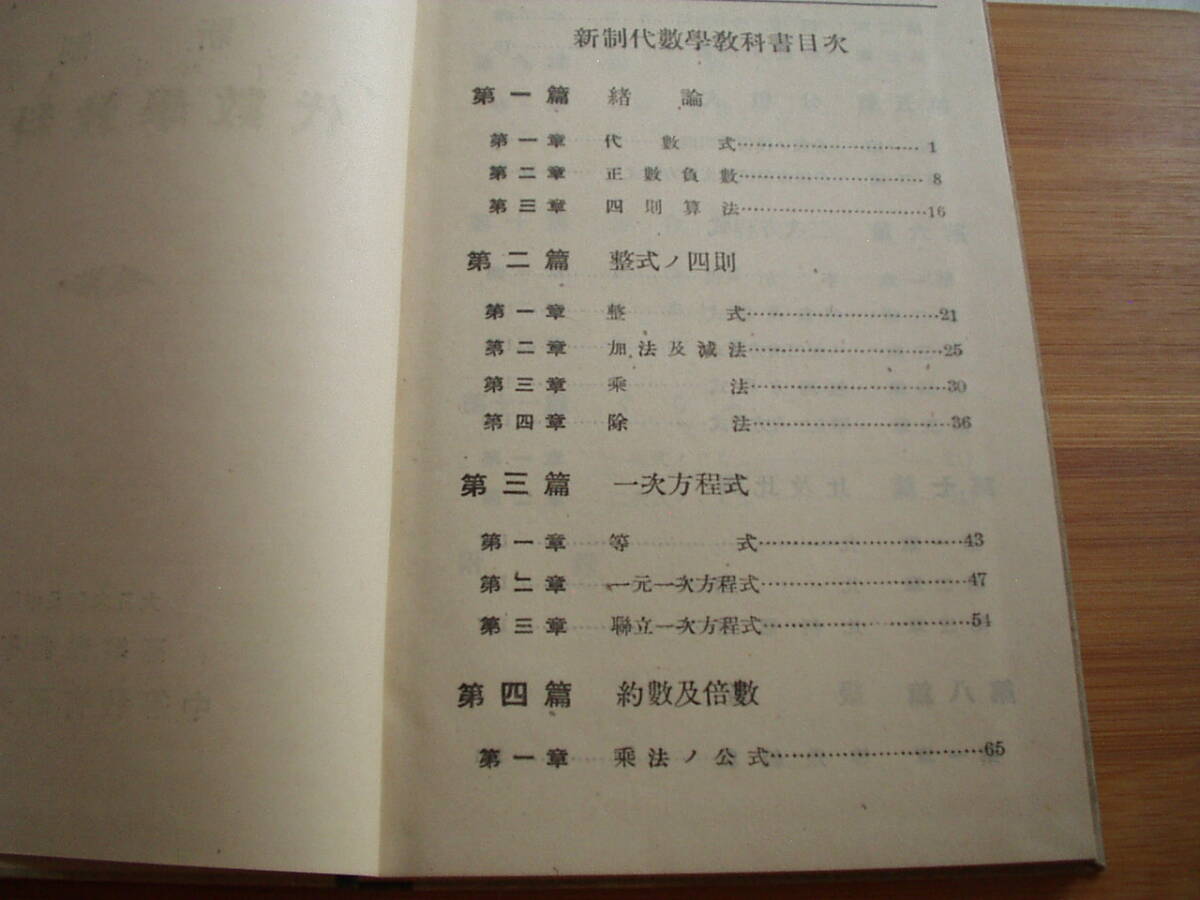 新制代數學敎科書目次
第一篇 緖論
第一章 代數式……………………… 1
第二章 正數負數……………………… 8
第三章 四則算法………………………16
第二篇 整式ノ四則
第一章 整式………………………21
第二章 加法及減法………………………25
第三章 乘法………………………30
第四章 除法………………………36
第三篇 一次方程式
第一章 等式………………………43
第二章 一元一次方程式………………………47
第三章 聯立一次方程式………………………54
第四篇 約數及倍數
第一章 乘法ノ公式………………………65